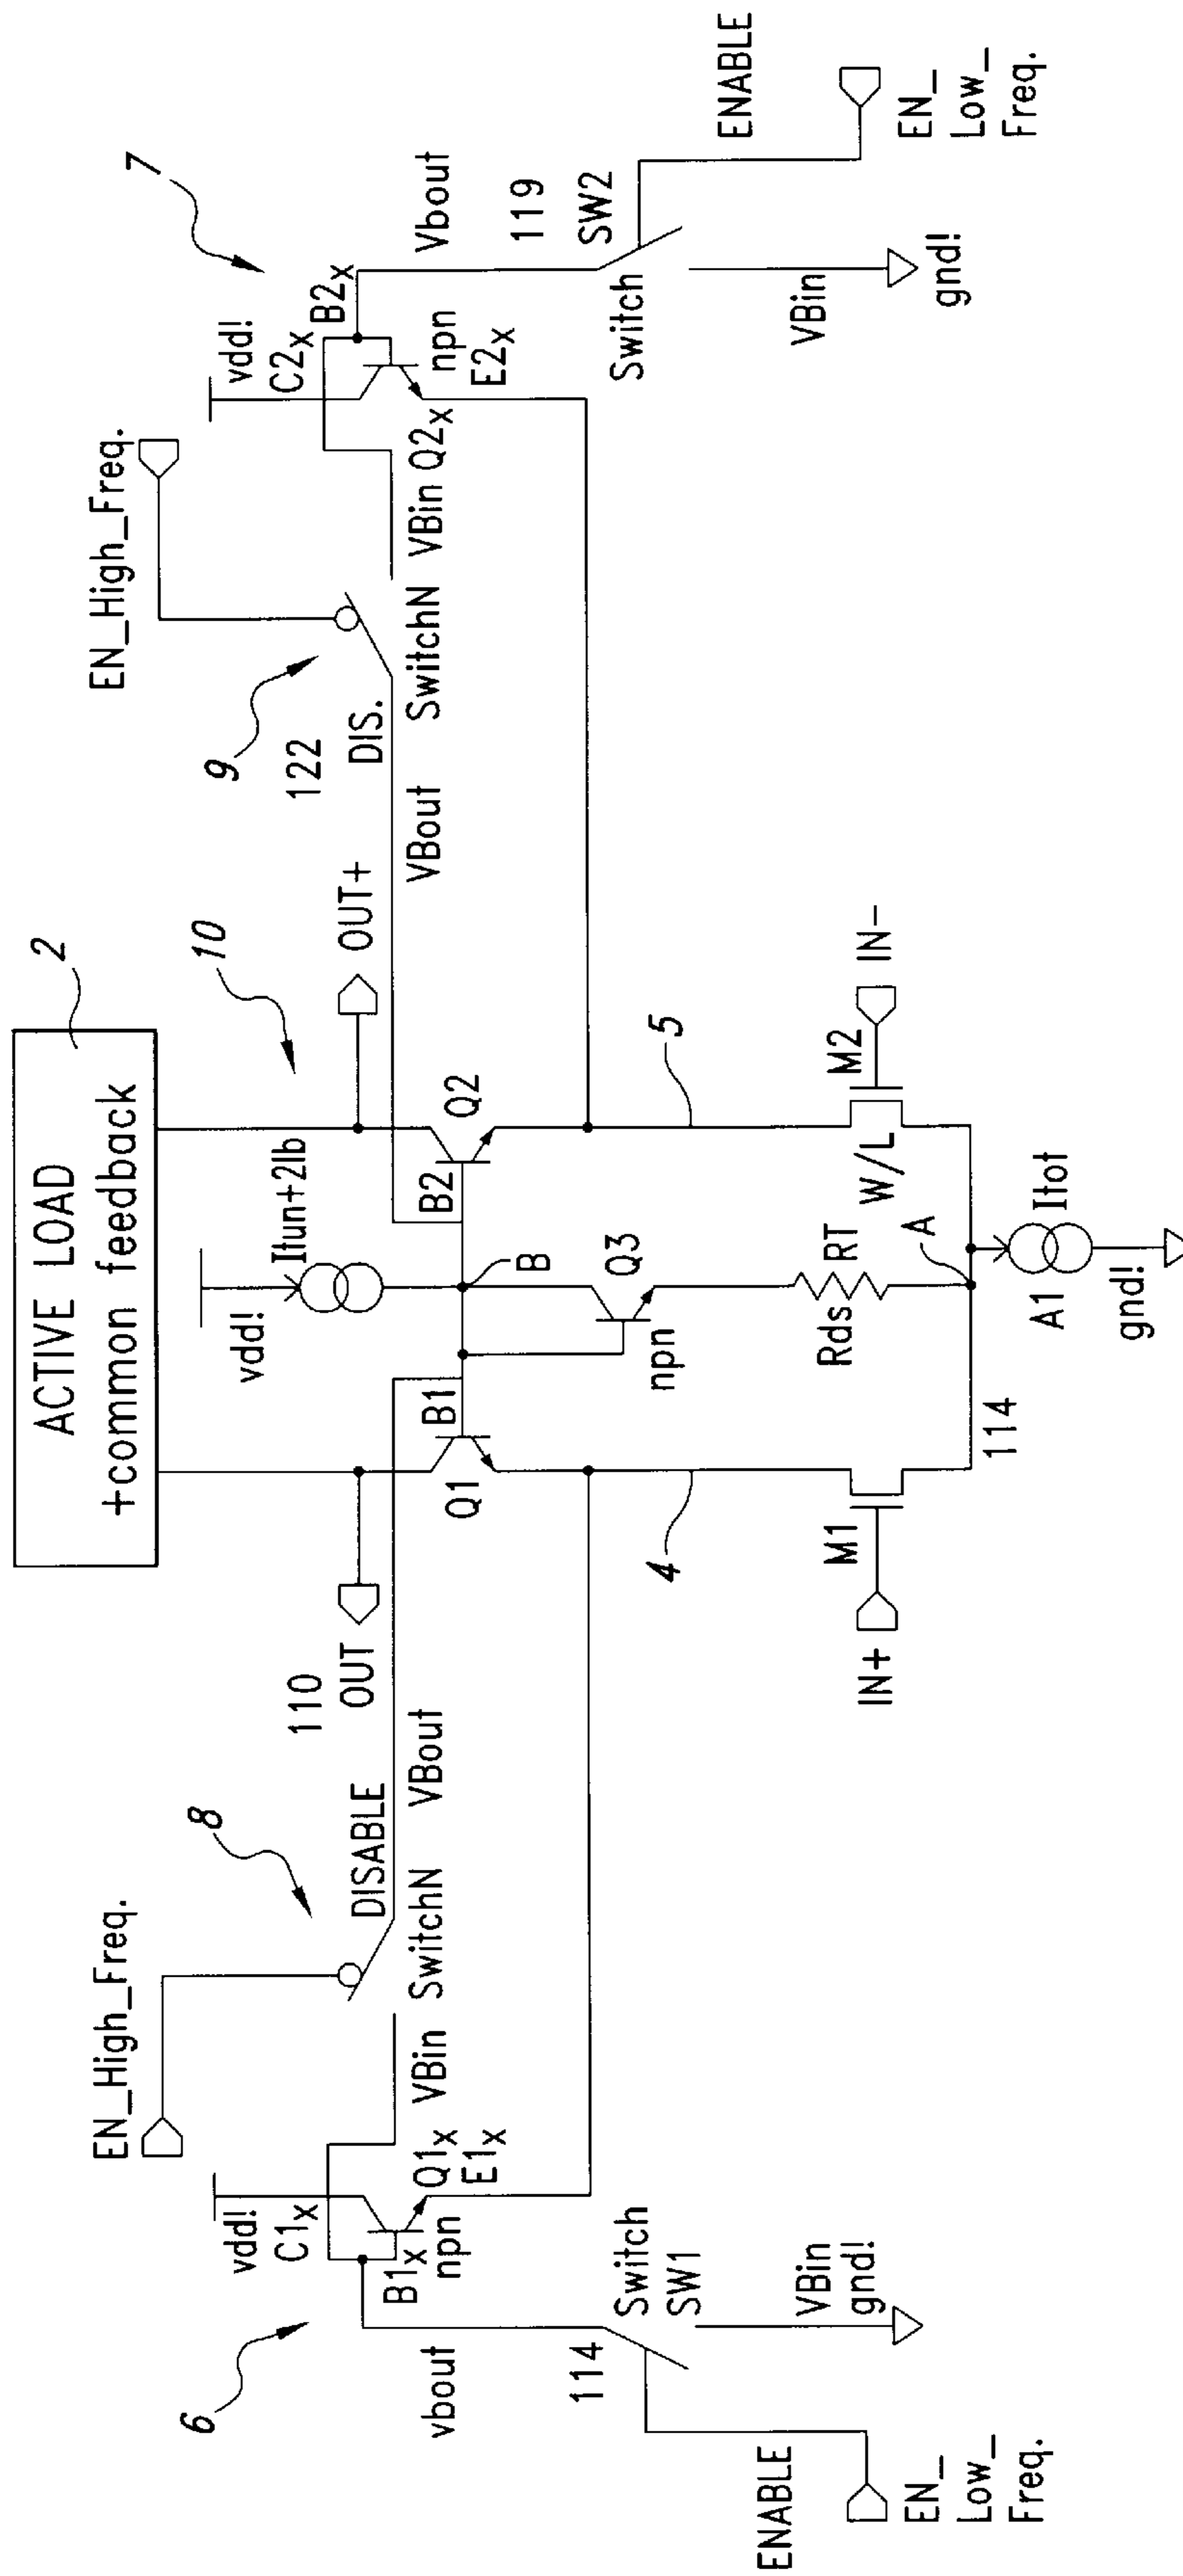 ACTIVE LOAD
+common feedback
2
10
110
OUT
OUT+
vdd!
Itun+2Ib
EN_High_Freq.
8
DISABLE
SwitchN
VBin
VBout
EN_High_Freq.
9
122
DIS.
SwitchN
VBin
VBout
6
vdd!
C1x
B1x
npn
Q1x
E1x
vbout
114
Switch
SW1
VBin
gnd!
ENABLE
EN_
Low_
Freq.
7
vdd!
C2x
B2x
npn
E2x
Q2x
Vbout
119
SW2
Switch
VBin
gnd!
ENABLE
EN_
Low_
Freq.
Q1
B1
B
B2
Q2
Q3
npn
4
5
Rds
RT
W/L
M1
IN+
M2
IN-
114
A
A1
Itot
gnd!